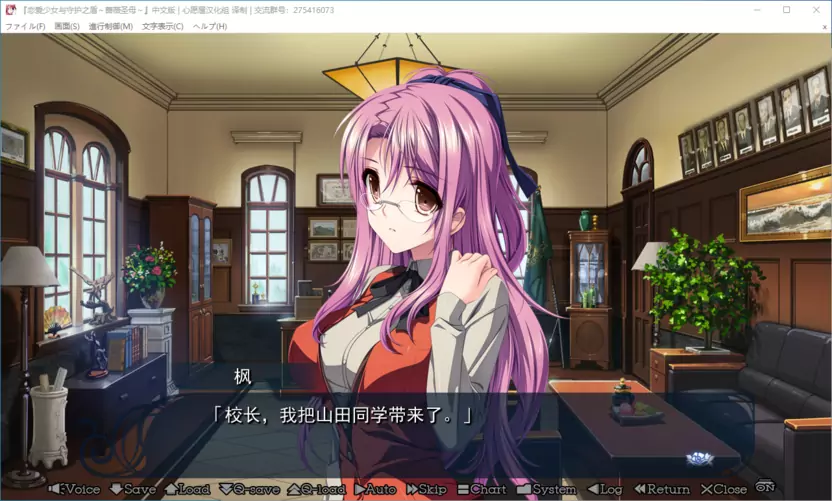 『恋爱少女与守护之盾～薔薇圣母～』中文版 | 心愿屋汉化组 译制 | 交流群号：275416073
ファイル(F) 画面(S) 進行制御(M) 文字表示(C) ヘルプ(H)
枫
「校长，我把山田同学带来了。」
Voice Save Load Q-save Q-load Auto Skip Chart System Log Return Close ON